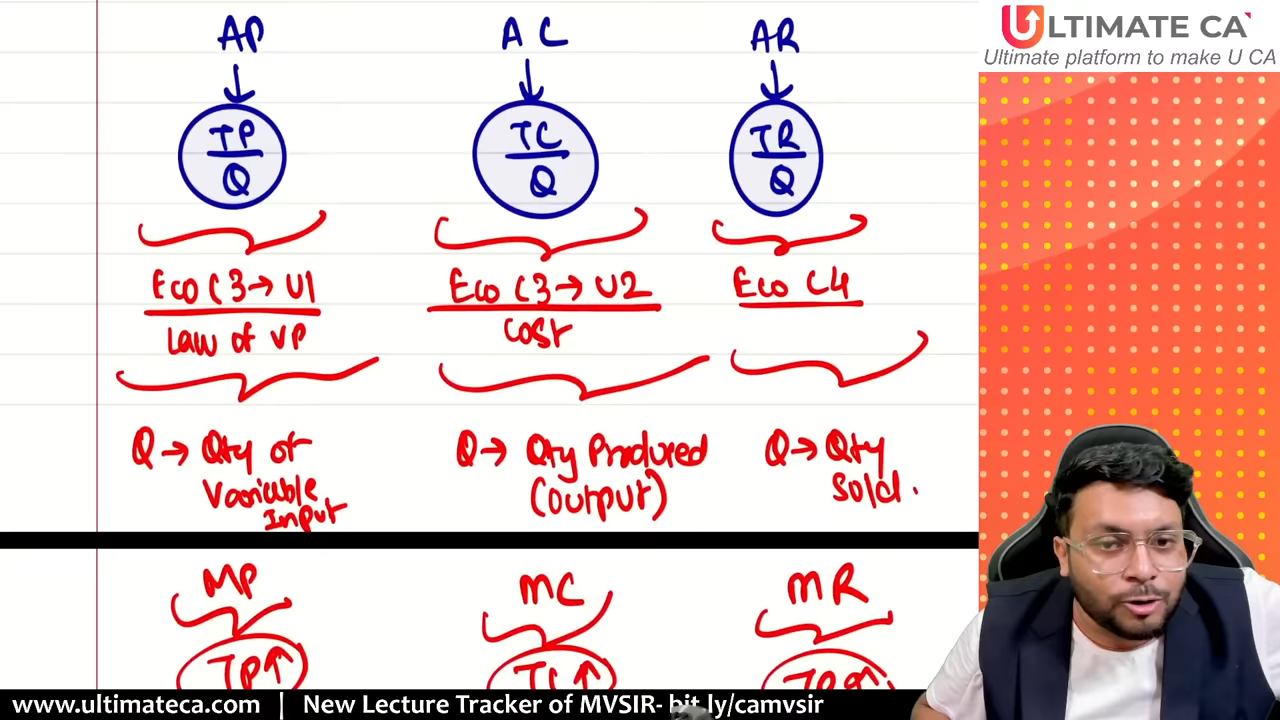 AP
AC
AR
ULTIMATE CA
Ultimate platform to make U CA
TP
Q
TC
Q
TR
Q
Eco C3→U1
Law of VP
Eco C3→U2
Cost
Eco C4
Q→Qty of
Variable
Input
Q→Qty Produced
(output)
Q→Qty
Sold.
MP
MC
MR
TP↑
TC↑
www.ultimateca.com | New Lecture Tracker of MVSIR- bit.ly/camvsir